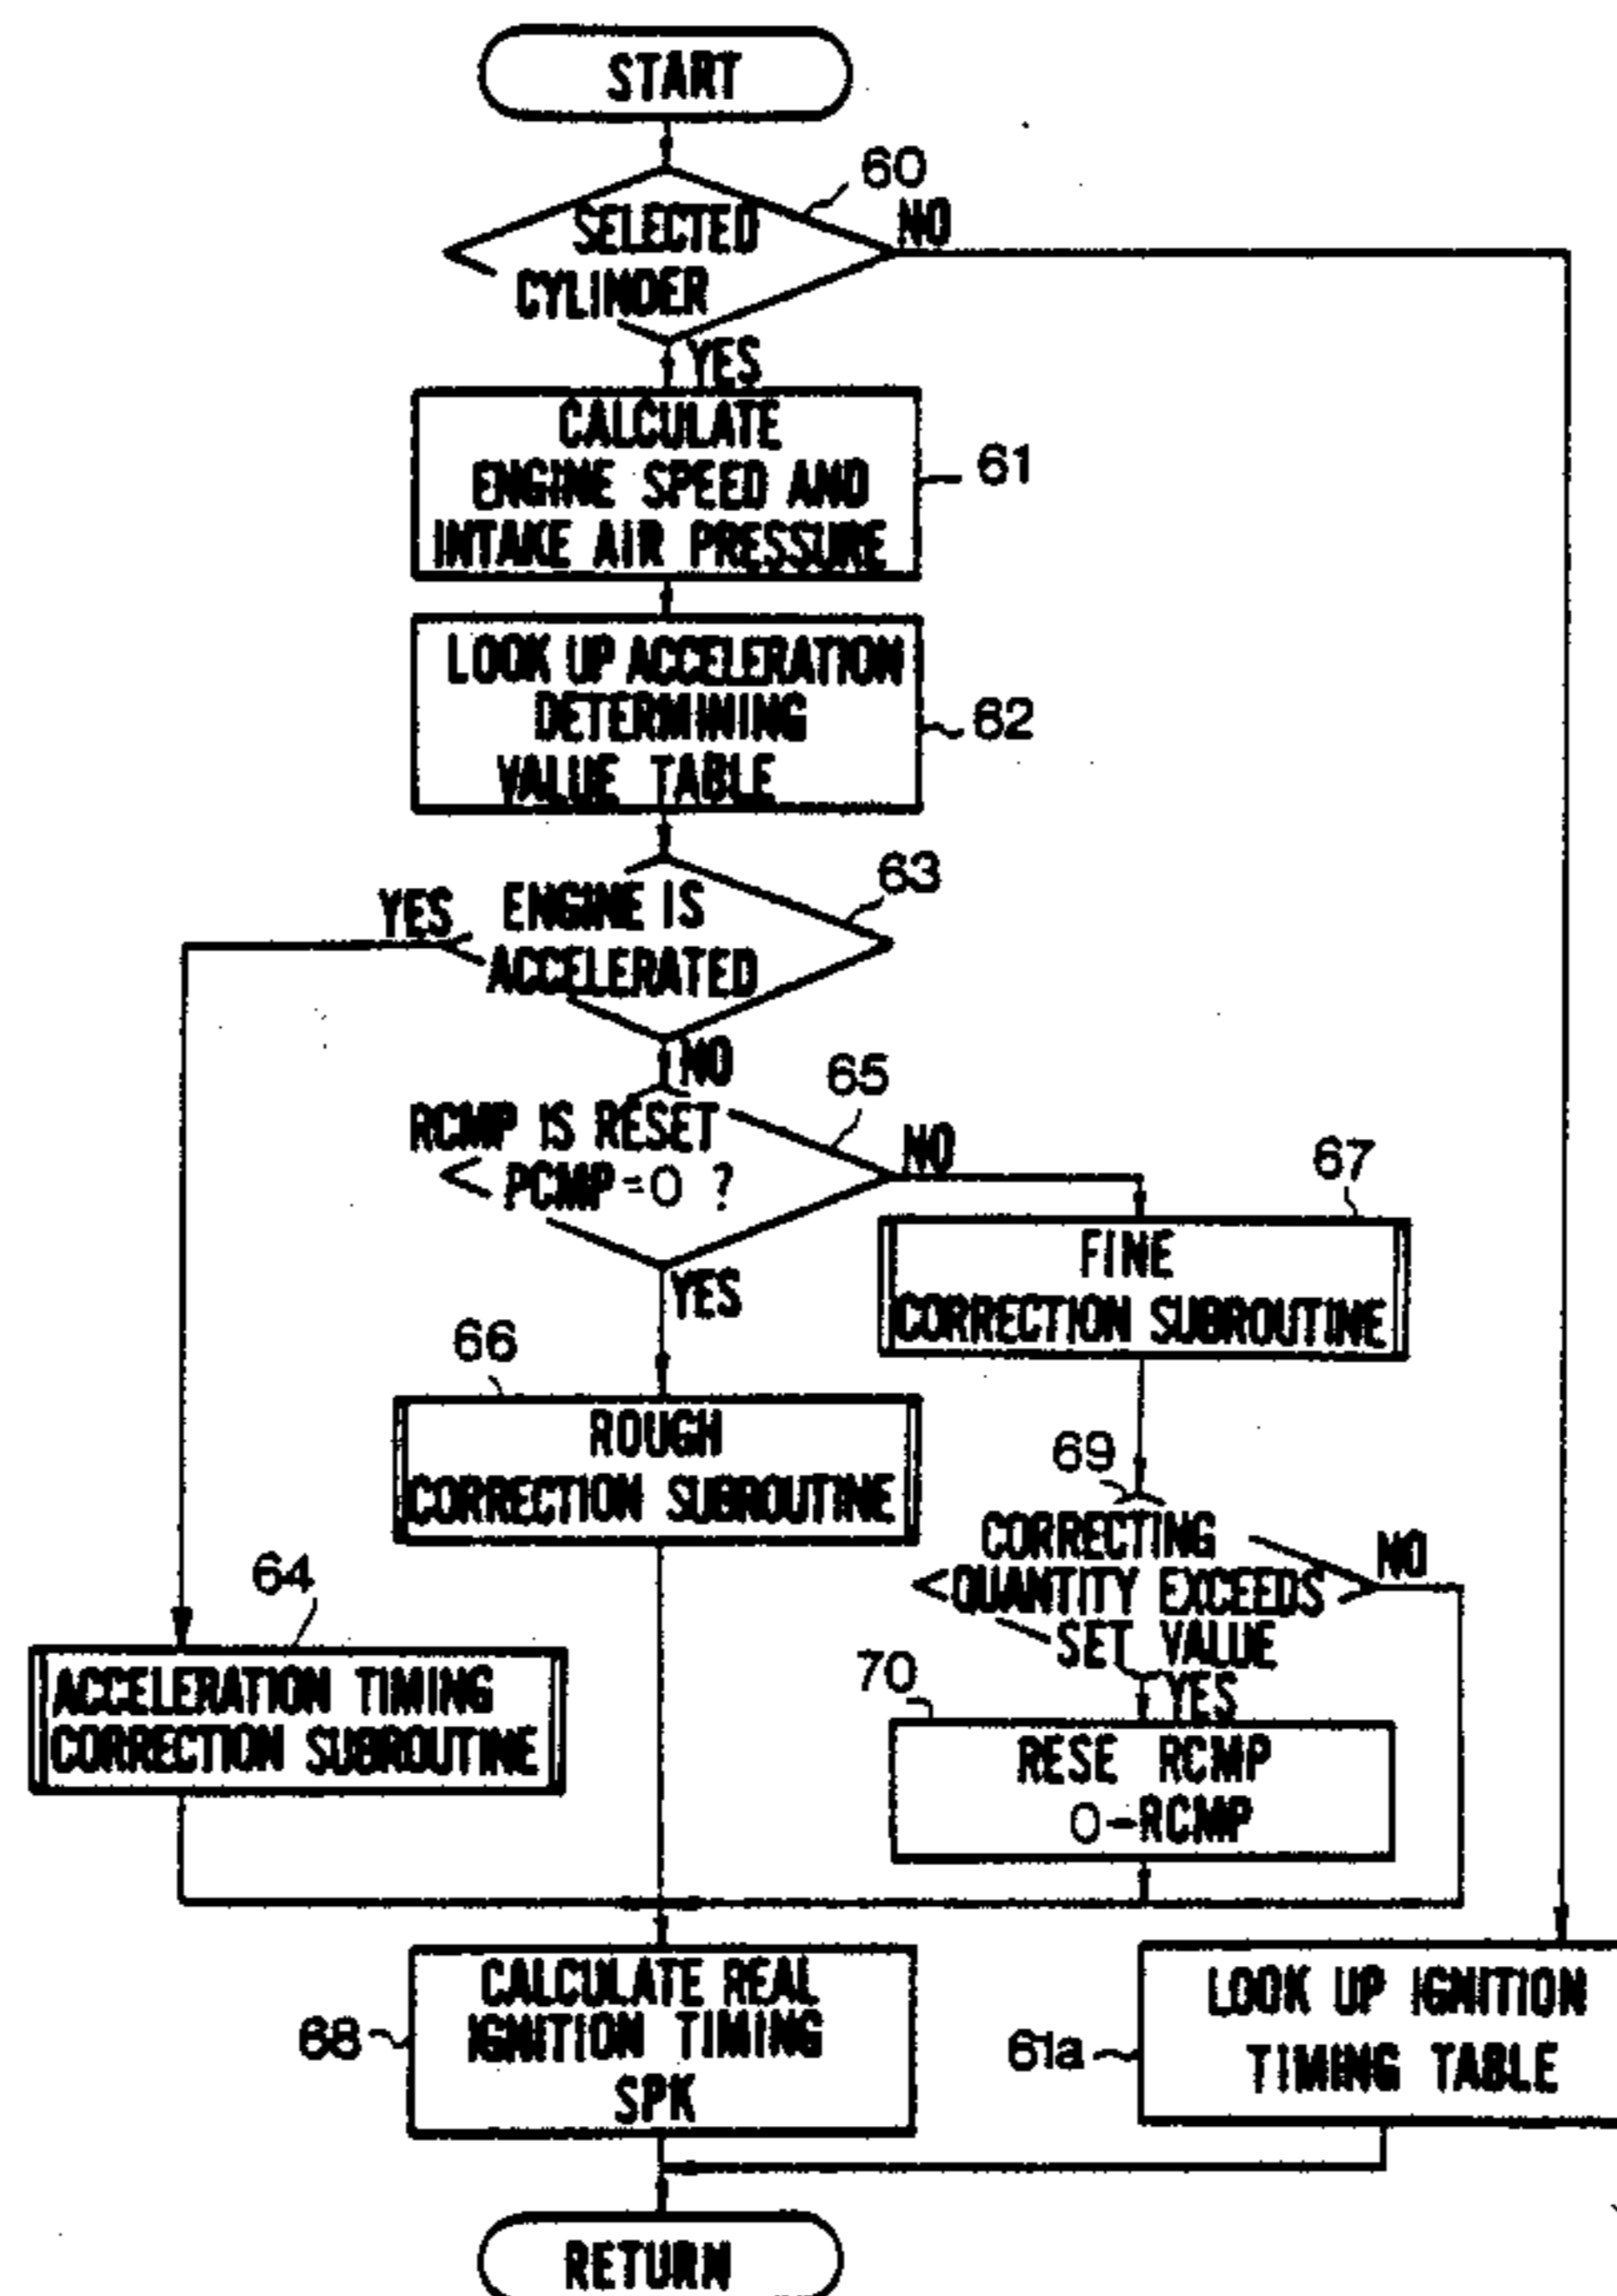 START
60
SELECTED
CYLINDER
NO
YES
CALCULATE
ENGINE SPEED AND
INTAKE AIR PRESSURE
61
LOOK UP ACCELERATION
DETERMINING
VALUE TABLE
62
63
YES
ENGINE IS
ACCELERATED
NO
65
RCMP IS RESET
PCMP=0 ?
NO
YES
67
FINE
CORRECTION SUBROUTINE
66
ROUGH
CORRECTION SUBROUTINE
69
CORRECTING
QUANTITY EXCEEDS
SET VALUE
NO
YES
64
ACCELERATION TIMING
CORRECTION SUBROUTINE
70
RESE RCMP
0-RCMP
CALCULATE REAL
IGNITION TIMING
SPK
68
LOOK UP IGNITION
TIMING TABLE
61a
RETURN